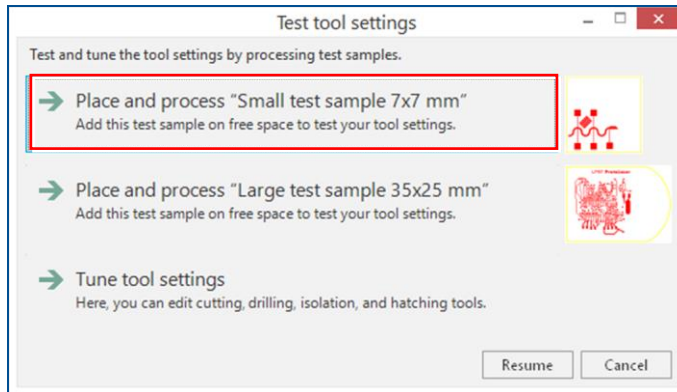 Test tool settings
Test and tune the tool settings by processing test samples.
Place and process “Small test sample 7x7 mm”
Add this test sample on free space to test your tool settings.
Place and process “Large test sample 35x25 mm”
Add this test sample on free space to test your tool settings.
LPKF ProtoLaser
Tune tool settings
Here, you can edit cutting, drilling, isolation, and hatching tools.
Resume Cancel